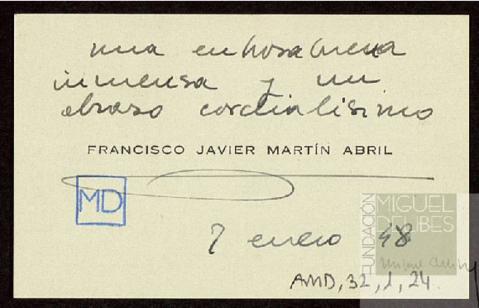 una enhorabuena
inmensa y un
abrazo cordialísimo
FRANCISCO JAVIER MARTÍN ABRIL
MD
7 enero 48
FUNDACIÓN
MIGUEL
DELIBES
AMD, 32, 1, 24.